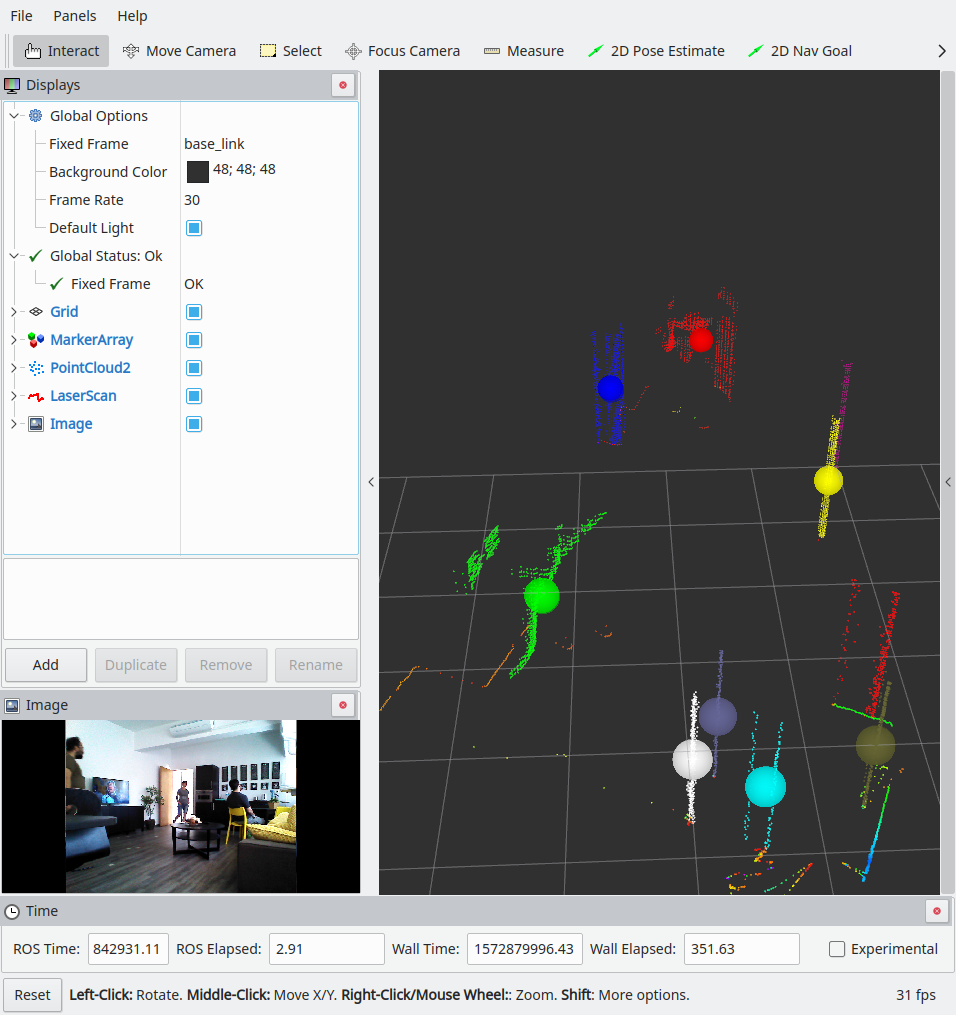 File Panels Help
Interact Move Camera Select Focus Camera Measure 2D Pose Estimate 2D Nav Goal
Displays
Global Options
Fixed Frame base_link
Background Color 48; 48; 48
Frame Rate 30
Default Light
Global Status: Ok
Fixed Frame OK
Grid
MarkerArray
PointCloud2
LaserScan
Image
Add Duplicate Remove Rename
Image
Time
ROS Time: 842931.11 ROS Elapsed: 2.91 Wall Time: 1572879996.43 Wall Elapsed: 351.63 Experimental
Reset Left-Click: Rotate. Middle-Click: Move X/Y. Right-Click/Mouse Wheel:: Zoom. Shift: More options. 31 fps